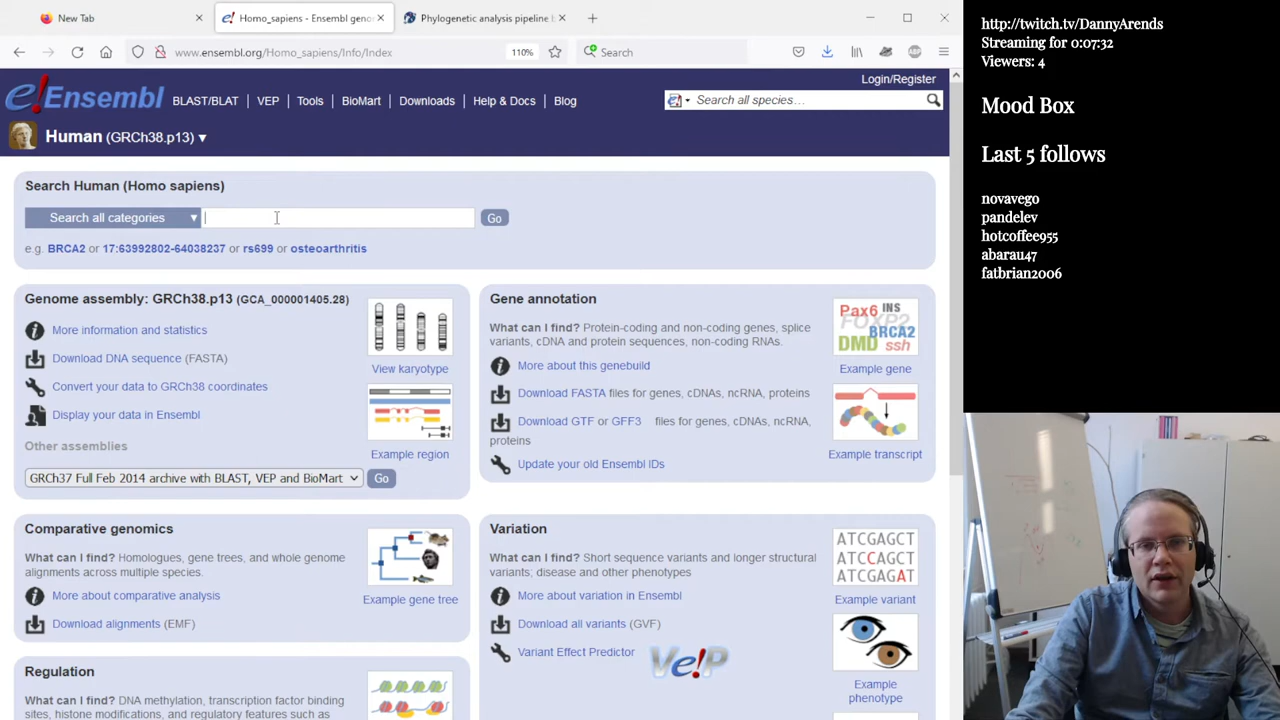 New Tab
Homo_sapiens - Ensembl geno
Phylogenetic analysis pipeline b
www.ensembl.org/Homo_sapiens/Info/Index
110%
Search
http://twitch.tv/DannyArends
Streaming for 0:07:32
Viewers: 4
Mood Box
Last 5 follows
novavego
pandelev
hotcoffee955
abarau47
fatbrian2006
Login/Register
e!Ensembl
BLAST/BLAT
VEP
Tools
BioMart
Downloads
Help & Docs
Blog
Search all species...
Human (GRCh38.p13)
Search Human (Homo sapiens)
Search all categories
Go
e.g. BRCA2 or 17:63992802-64038237 or rs699 or osteoarthritis
Genome assembly: GRCh38.p13 (GCA_000001405.28)
More information and statistics
Download DNA sequence (FASTA)
Convert your data to GRCh38 coordinates
Display your data in Ensembl
Other assemblies
GRCh37 Full Feb 2014 archive with BLAST, VEP and BioMart
Go
View karyotype
Example region
Gene annotation
What can I find? Protein-coding and non-coding genes, splice
variants, cDNA and protein sequences, non-coding RNAs.
More about this genebuild
Download FASTA files for genes, cDNAs, ncRNA, proteins
Download GTF or GFF3 files for genes, cDNAs, ncRNA,
proteins
Update your old Ensembl IDs
Pax6 INS
FOXP2
BRCA2
DMD ssh
Example gene
Example transcript
Comparative genomics
What can I find? Homologues, gene trees, and whole genome
alignments across multiple species.
More about comparative analysis
Download alignments (EMF)
Example gene tree
Variation
What can I find? Short sequence variants and longer structural
variants; disease and other phenotypes
More about variation in Ensembl
Download all variants (GVF)
Variant Effect Predictor
Ve!P
ATCGAGCT
ATCCAGCT
ATCGAGAT
Example variant
Example
phenotype
Regulation
What can I find? DNA methylation, transcription factor binding
sites, histone modifications, and regulatory features such as